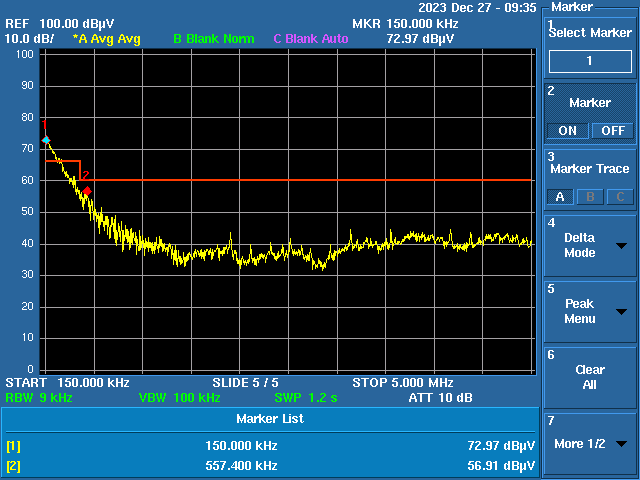 2023 Dec 27 - 09:35
REF 100.00 dBµV
MKR 150.000 kHz
10.0 dB/ *A Avg Avg B Blank Norm C Blank Auto 72.97 dBµV
100
90
80
70
60
50
40
30
20
10
0
1
2
START 150.000 kHz SLIDE 5 / 5 STOP 5.000 MHz
RBW 9 kHz VBW 100 kHz SWP 1.2 s ATT 10 dB
Marker List
[1] 150.000 kHz 72.97 dBµV
[2] 557.400 kHz 56.91 dBµV
Marker
1
Select Marker
1
2
Marker
ON OFF
3
Marker Trace
A B C
4
Delta
Mode
5
Peak
Menu
6
Clear
All
7
More 1/2